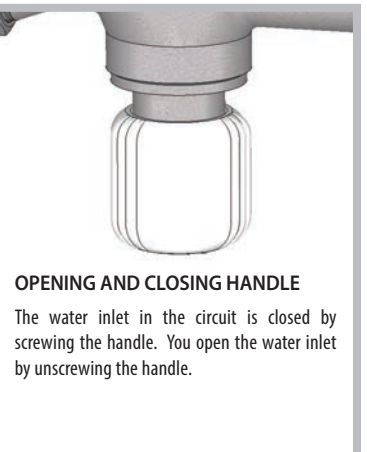 OPENING AND CLOSING HANDLE
The water inlet in the circuit is closed by
screwing the handle. You open the water inlet
by unscrewing the handle.